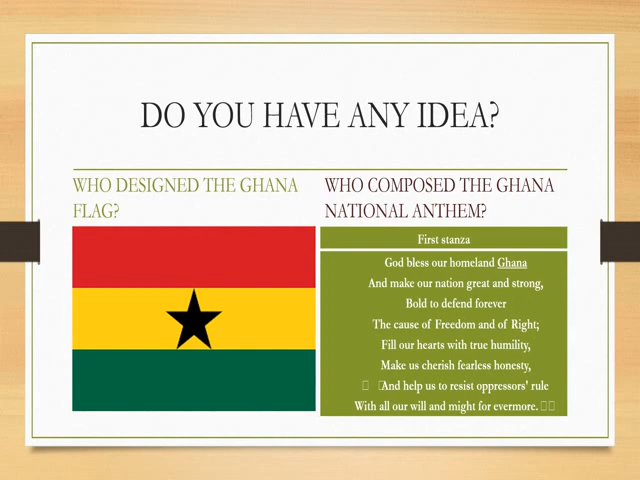 DO YOU HAVE ANY IDEA?
WHO DESIGNED THE GHANA
FLAG?
WHO COMPOSED THE GHANA
NATIONAL ANTHEM?
First stanza
God bless our homeland Ghana
And make our nation great and strong,
Bold to defend forever
The cause of Freedom and of Right;
Fill our hearts with true humility,
Make us cherish fearless honesty,
And help us to resist oppressors' rule
With all our will and might for evermore.